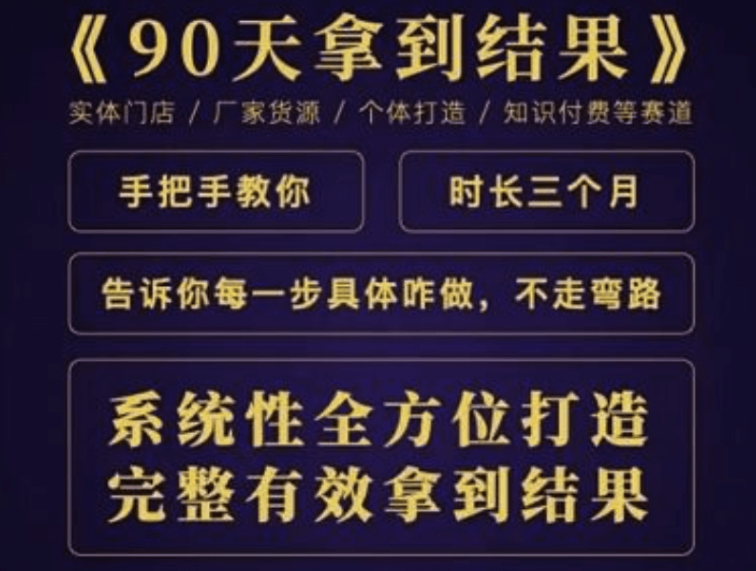 《90天拿到结果》
实体门店 / 厂家货源 / 个体打造 / 知识付费等赛道
手把手教你
时长三个月
告诉你每一步具体咋做，不走弯路
系统性全方位打造
完整有效拿到结果